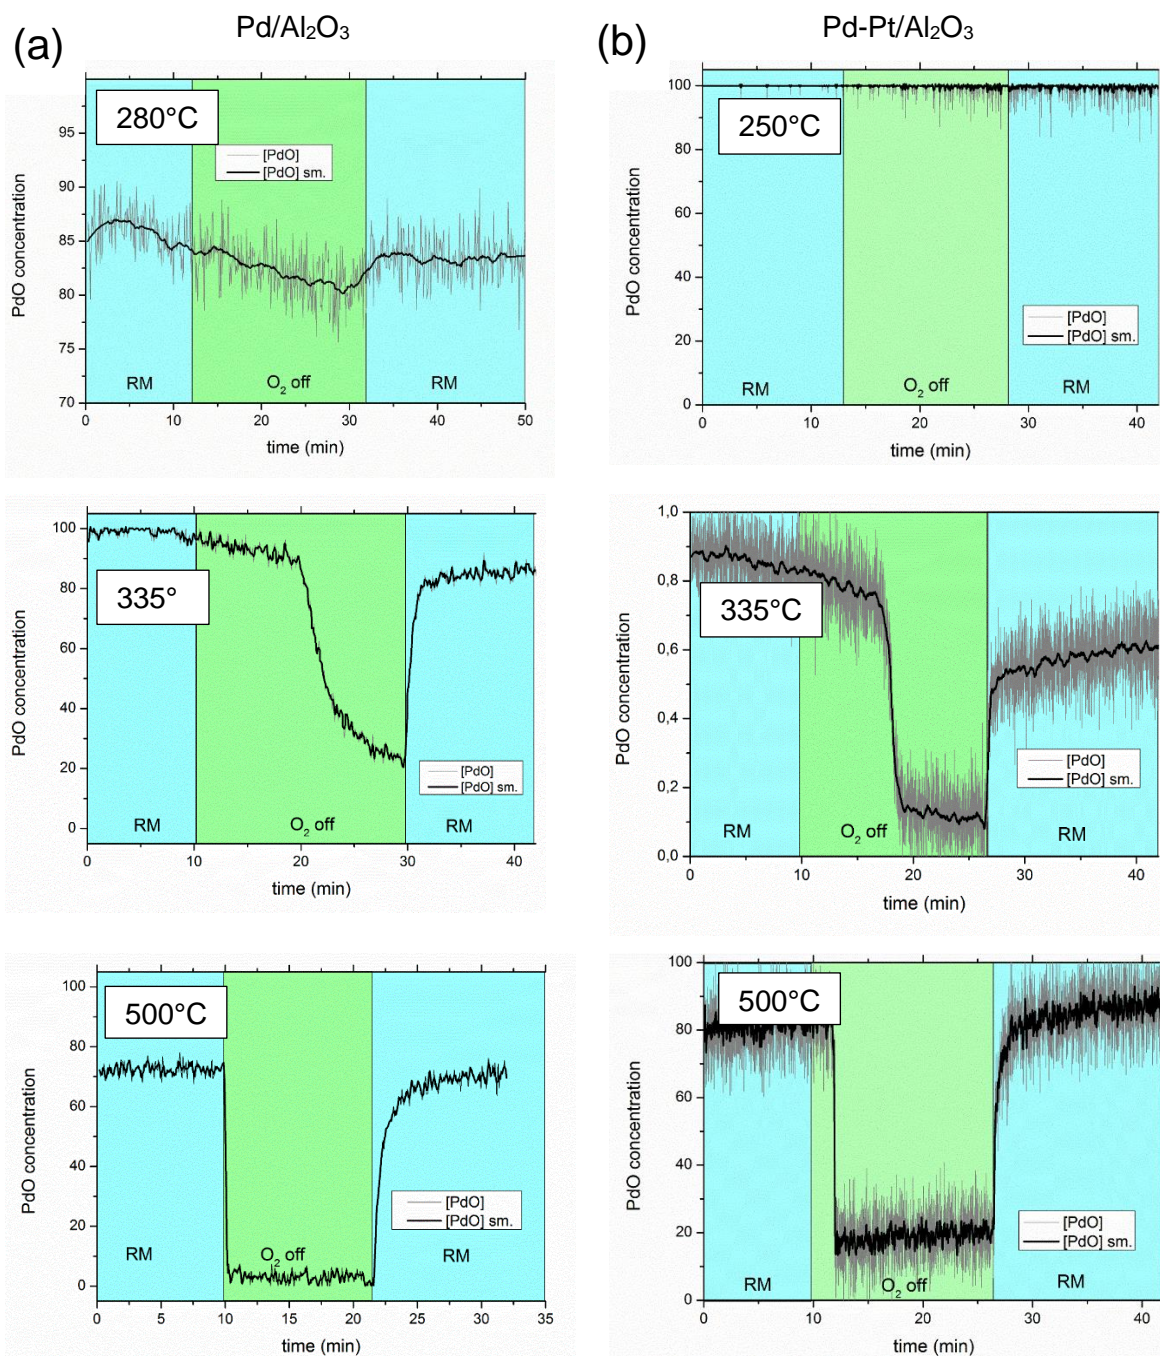 (a)
Pd/Al₂O₃
(b)
Pd-Pt/Al₂O₃
280°C
[PdO]
[PdO] sm.
PdO concentration
95
90
85
80
75
70
RM
O₂ off
RM
0
10
20
30
40
50
time (min)
250°C
[PdO]
[PdO] sm.
PdO concentration
100
80
60
40
20
0
RM
O₂ off
RM
0
10
20
30
40
time (min)
335°
[PdO]
[PdO] sm.
PdO concentration
100
80
60
40
20
0
RM
O₂ off
RM
0
10
20
30
40
time (min)
335°C
[PdO]
[PdO] sm.
PdO concentration
1,0
0,8
0,6
0,4
0,2
0,0
RM
O₂ off
RM
0
10
20
30
40
time (min)
500°C
[PdO]
[PdO] sm.
PdO concentration
100
80
60
40
20
0
RM
O₂ off
RM
0
5
10
15
20
25
30
35
time (min)
500°C
[PdO]
[PdO] sm.
PdO concentration
100
80
60
40
20
0
RM
O₂ off
RM
0
10
20
30
40
time (min)